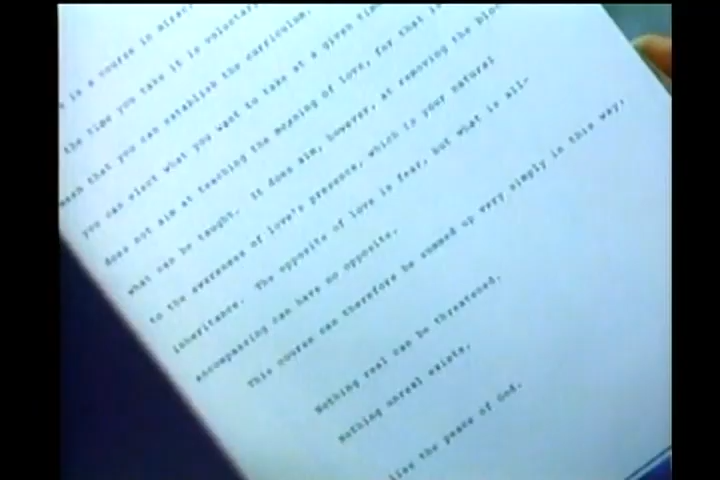 is a course in mirac
the time you take it is voluntary
mean that you can establish the curriculum.
you can elect what you want to take at a given time
does not aim at teaching the meaning of love, for that is
what can be taught. It does aim, however, at removing the bloc
to the awareness of love's presence, which is your natural
inheritance. The opposite of love is fear, but what is all-
encompassing can have no opposite.
This course can therefore be summed up very simply in this way:
Nothing real can be threatened.
Nothing unreal exists.
lies the peace of God.